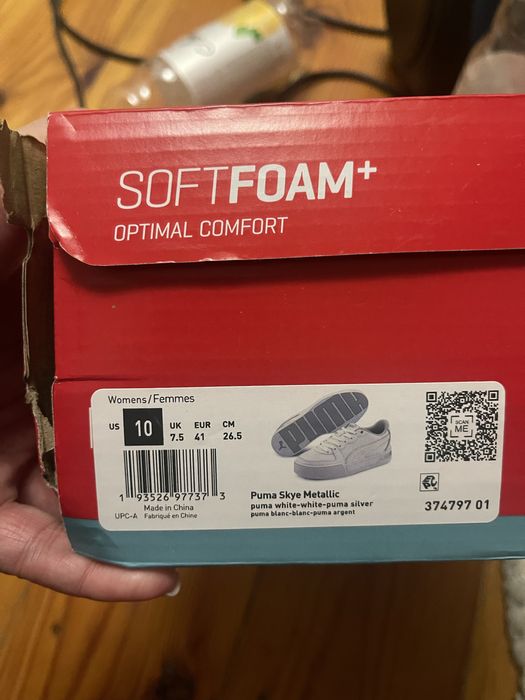 SOFTFOAM+
OPTIMAL COMFORT
Womens/Femmes
US 10 UK 7.5 EUR 41 CM 26.5
SCAN ME
1 93526 97737 3
Made in China
UPC-A Fabriqué en Chine
Puma Skye Metallic
puma white-white-puma silver
puma blanc-blanc-puma argent
374797 01